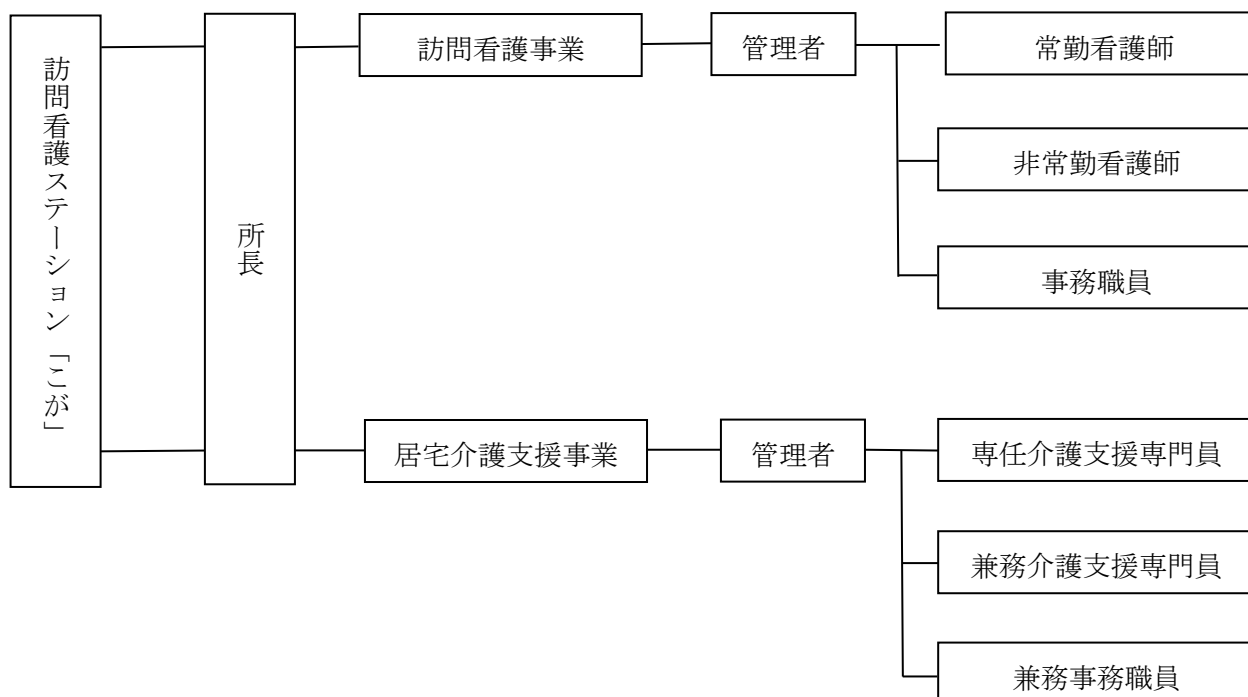 訪問看護ステーション「こが」
所長
訪問看護事業
管理者
常勤看護師
非常勤看護師
事務職員
居宅介護支援事業
管理者
専任介護支援専門員
兼務介護支援専門員
兼務事務職員